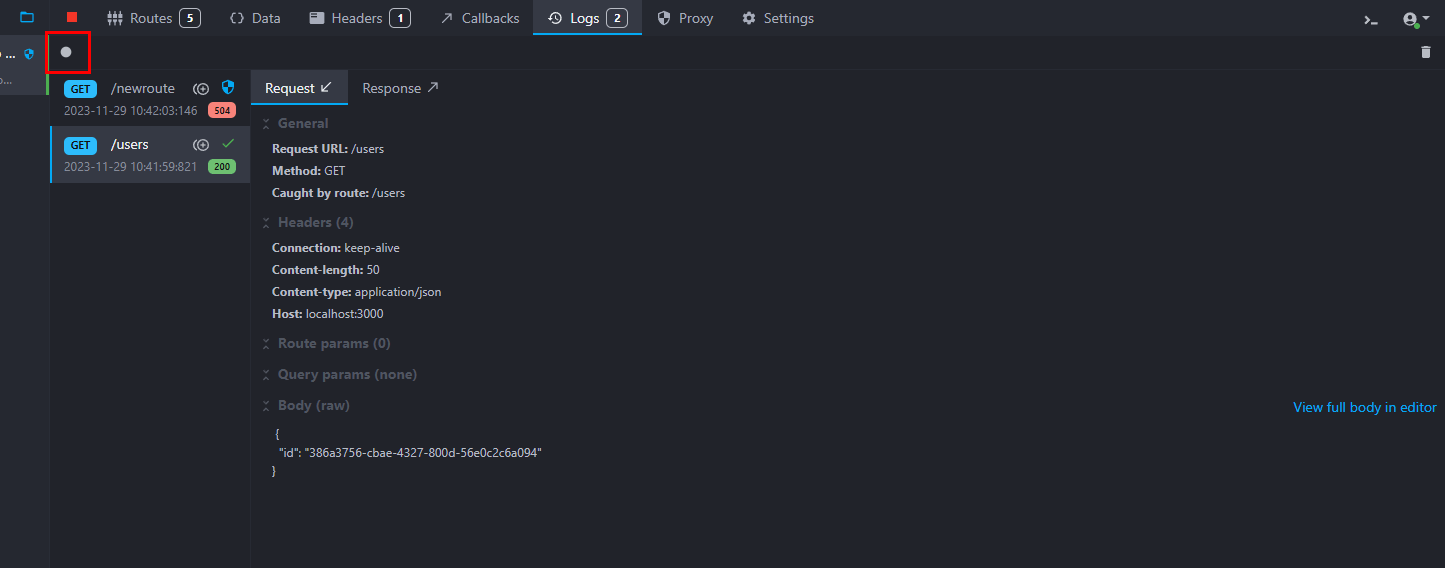 Routes 5 Data Headers 1 Callbacks Logs 2 Proxy Settings
...
GET /newroute
2023-11-29 10:42:03:146 504
GET /users
2023-11-29 10:41:59:821 200
Request Response
General
Request URL: /users
Method: GET
Caught by route: /users
Headers (4)
Connection: keep-alive
Content-length: 50
Content-type: application/json
Host: localhost:3000
Route params (0)
Query params (none)
Body (raw) View full body in editor
{
"id": "386a3756-cbae-4327-800d-56e0c2c6a094"
}